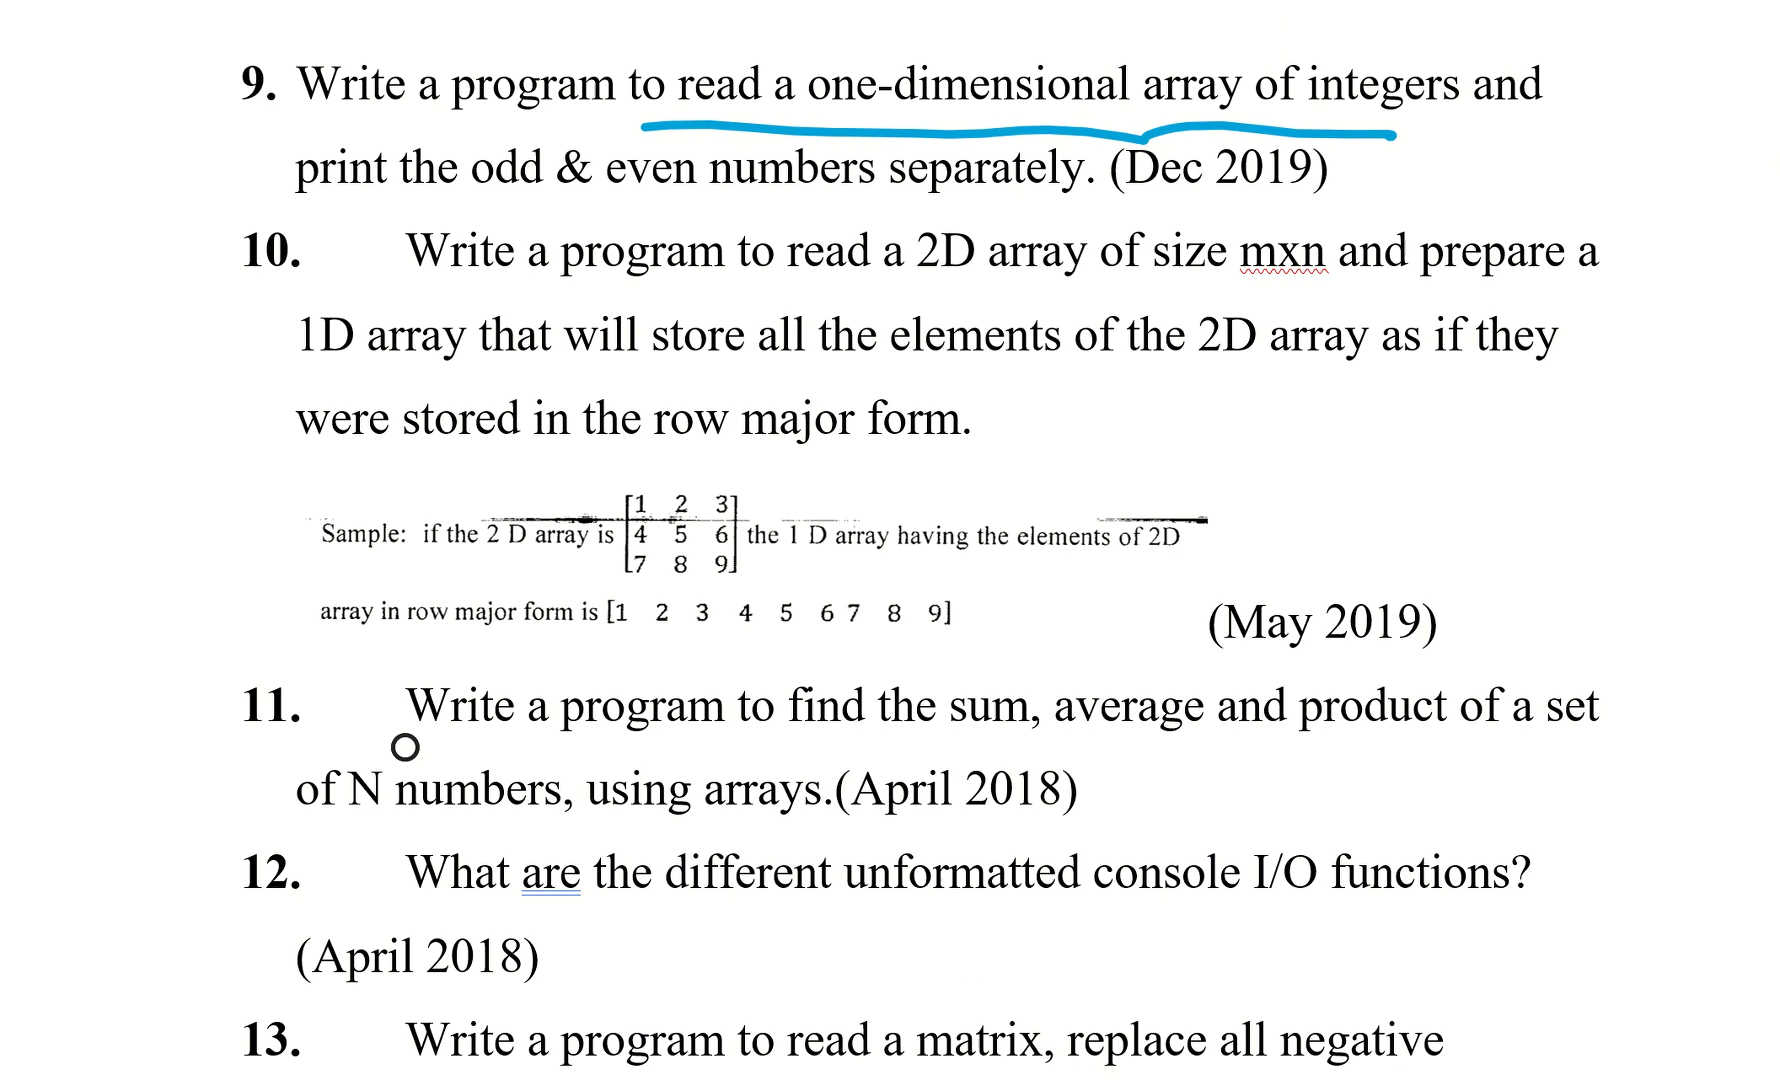 9. Write a program to read a one-dimensional array of integers and
print the odd & even numbers separately. (Dec 2019)
10. Write a program to read a 2D array of size mxn and prepare a
1D array that will store all the elements of the 2D array as if they
were stored in the row major form.
[1 2 3]
Sample: if the 2 D array is |4 5 6| the 1 D array having the elements of 2D
[7 8 9]
array in row major form is [1 2 3 4 5 6 7 8 9] (May 2019)
11. Write a program to find the sum, average and product of a set
of N numbers, using arrays.(April 2018)
12. What are the different unformatted console I/O functions?
(April 2018)
13. Write a program to read a matrix, replace all negative